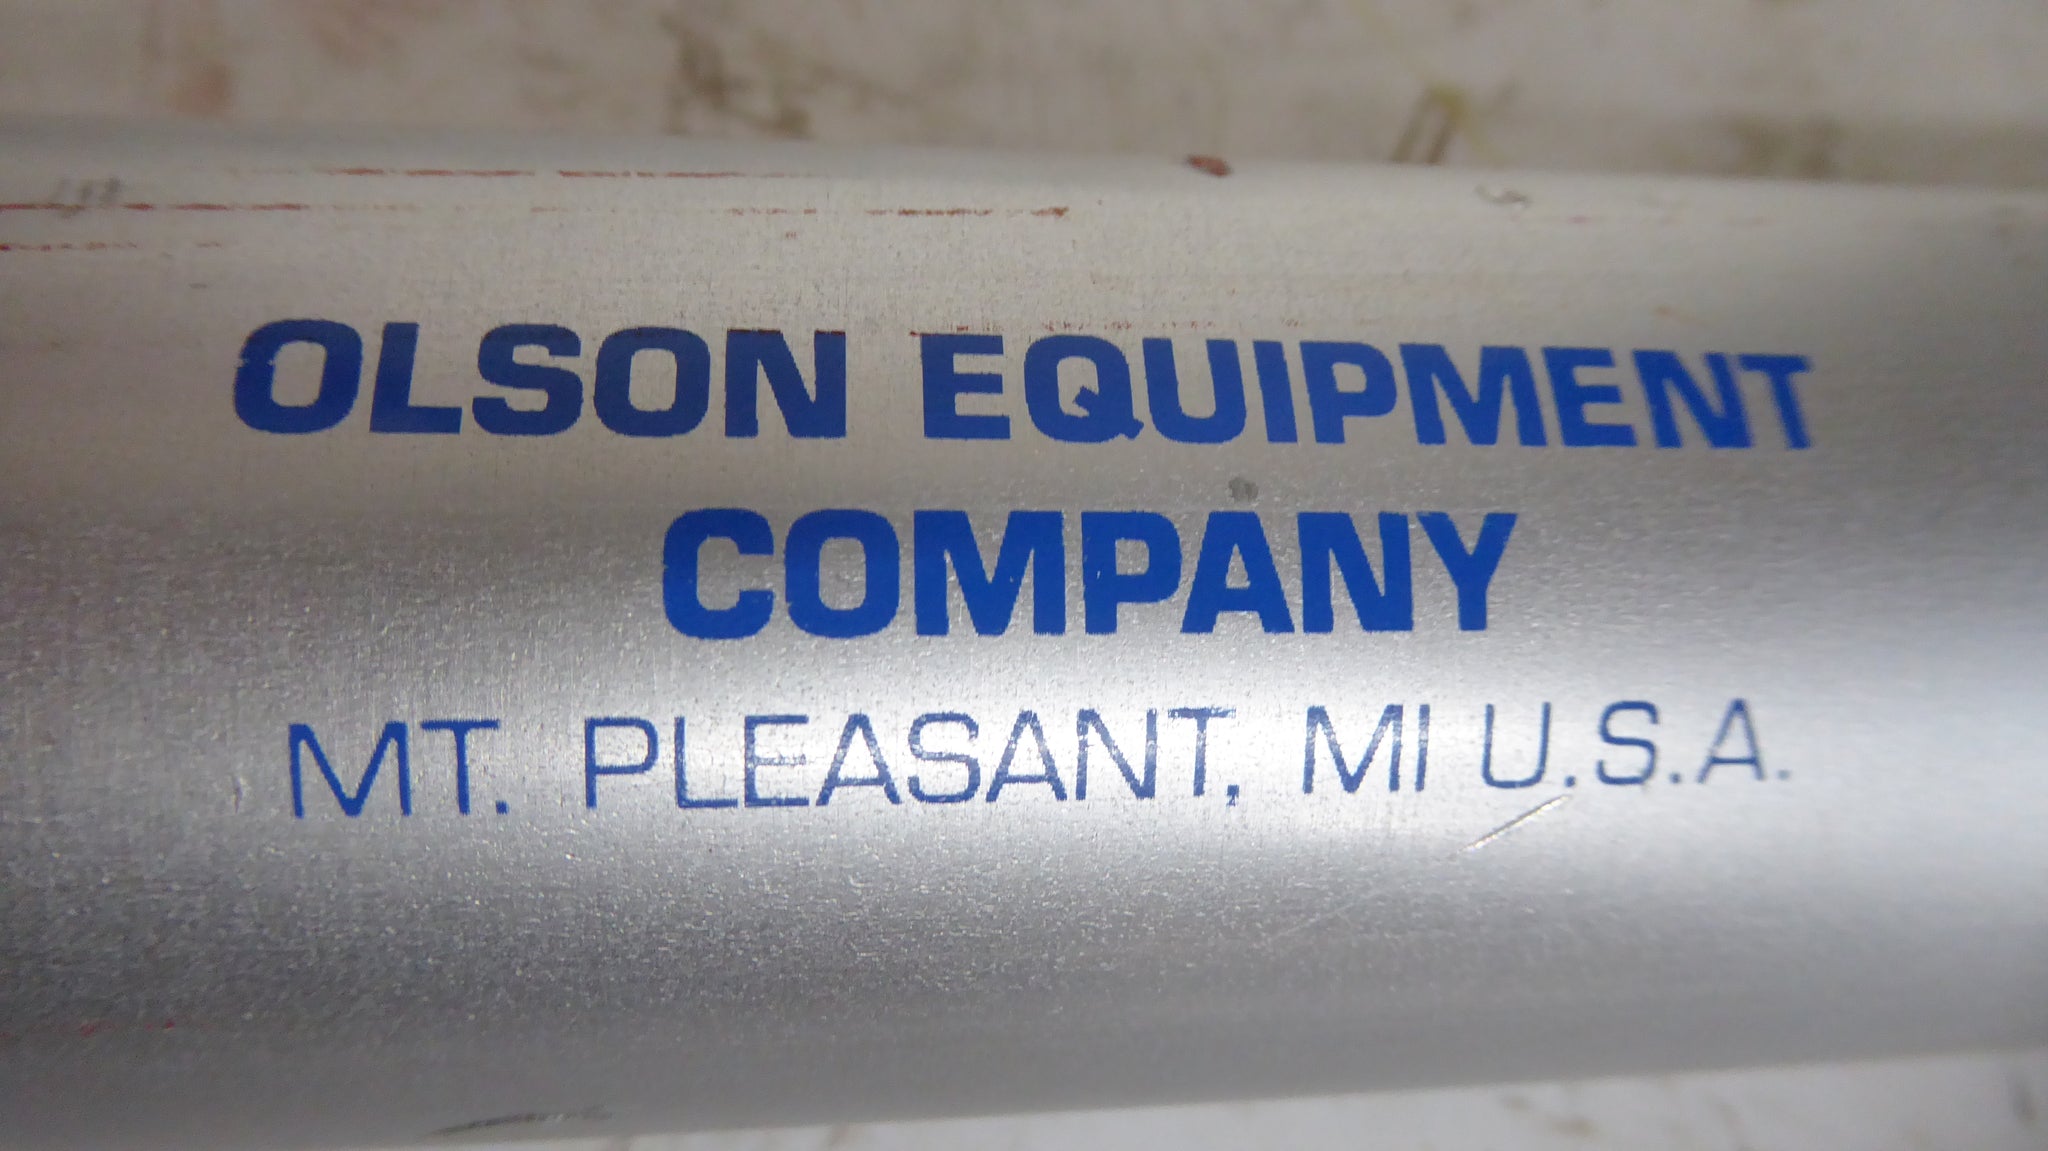 OLSON EQUIPMENT
COMPANY
MT. PLEASANT, MI U.S.A.